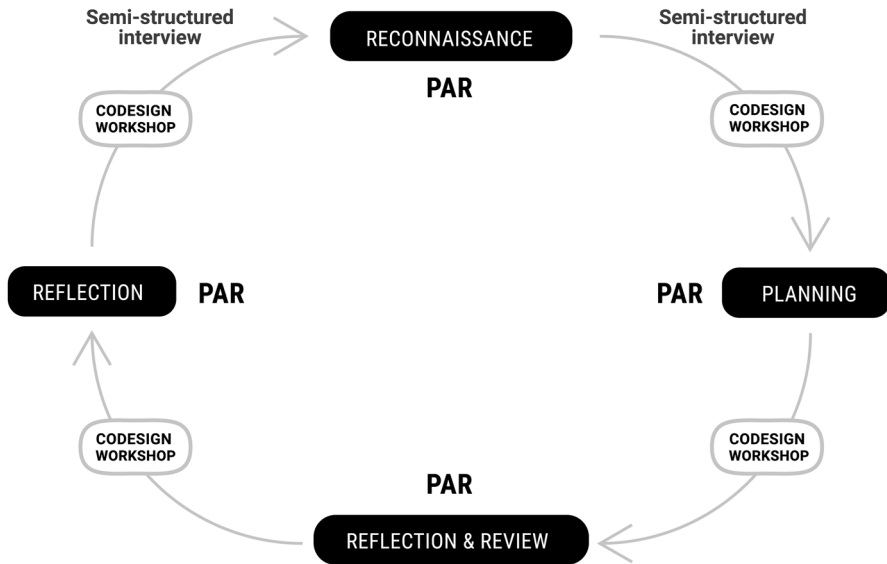 Semi-structured
interview
RECONNAISSANCE
Semi-structured
interview
PAR
CODESIGN
WORKSHOP
CODESIGN
WORKSHOP
REFLECTION
PAR
PAR
PLANNING
CODESIGN
WORKSHOP
CODESIGN
WORKSHOP
PAR
REFLECTION & REVIEW